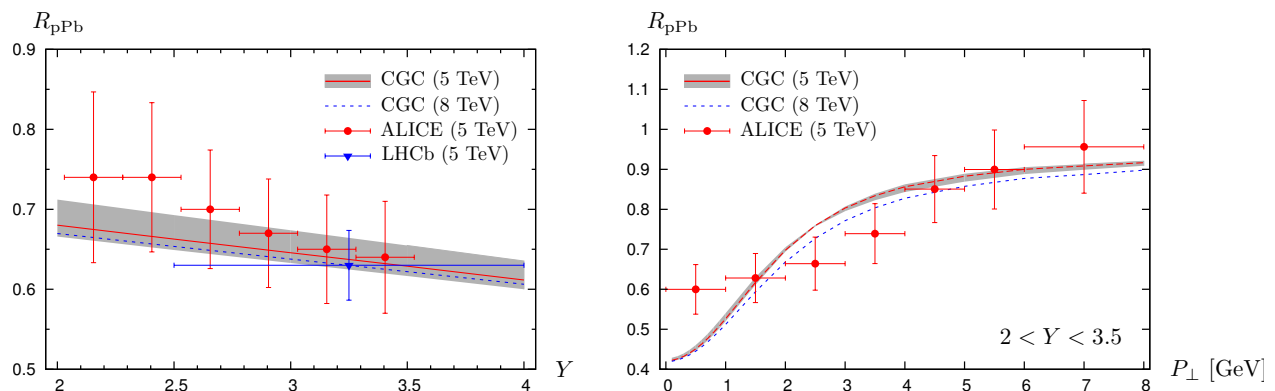 R_pPb
0.9
0.8
0.7
0.6
0.5
2
2.5
3
3.5
4
Y
CGC (5 TeV)
CGC (8 TeV)
ALICE (5 TeV)
LHCb (5 TeV)
R_pPb
1.2
1.1
1
0.9
0.8
0.7
0.6
0.5
0.4
0
1
2
3
4
5
6
7
8
P_⊥ [GeV]
CGC (5 TeV)
CGC (8 TeV)
ALICE (5 TeV)
2 < Y < 3.5